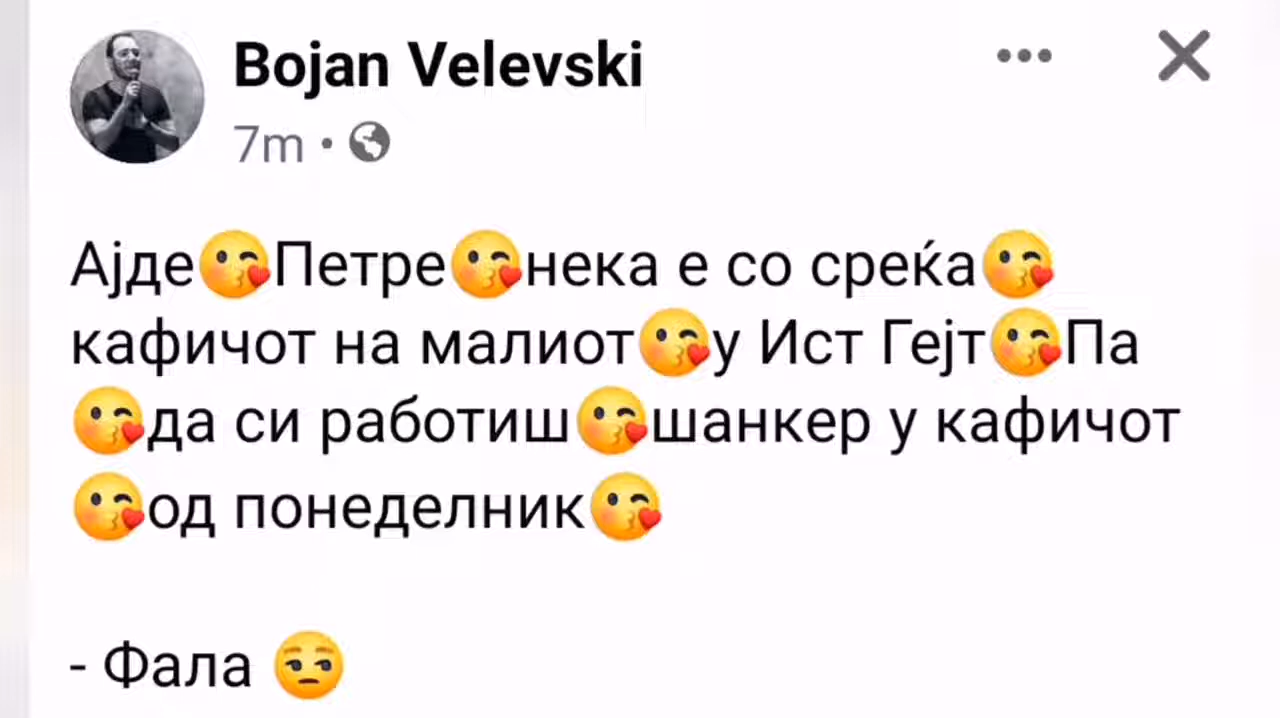 Bojan Velevski
7m •
Ајде😘Петре😘нека е со среќа😘
кафичот на малиот😘у Ист Гејт😘Па
😘да си работиш😘шанкер у кафичот
😘од понеделник😘
- Фала 😒